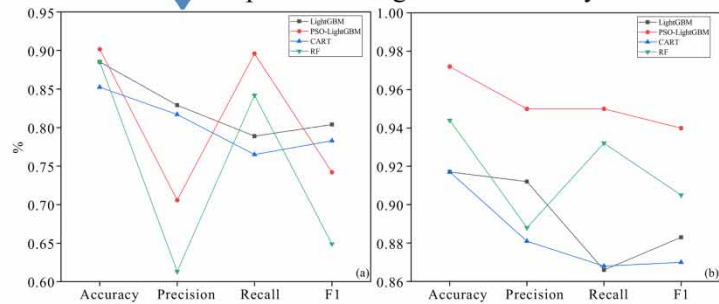 LightGBM
PSO-LightGBM
CART
RF
0.95
0.90
0.85
0.80
0.75
0.70
0.65
0.60
%
Accuracy Precision Recall F1
(a)
LightGBM
PSO-LightGBM
CART
RF
1.00
0.98
0.96
0.94
0.92
0.90
0.88
0.86
Accuracy Precision Recall F1
(b)